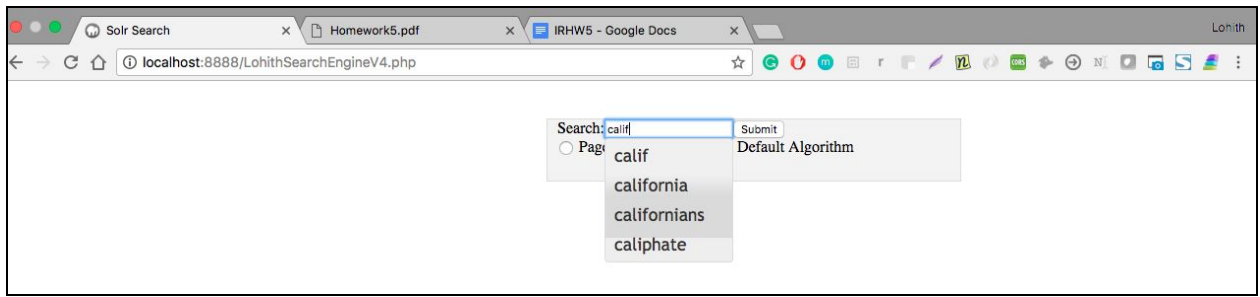 Solr Search
Homework5.pdf
IRHW5 - Google Docs
Lohith
localhost:8888/LohithSearchEngineV4.php
Search: calif Submit
Default Algorithm
calif
california
californians
caliphate